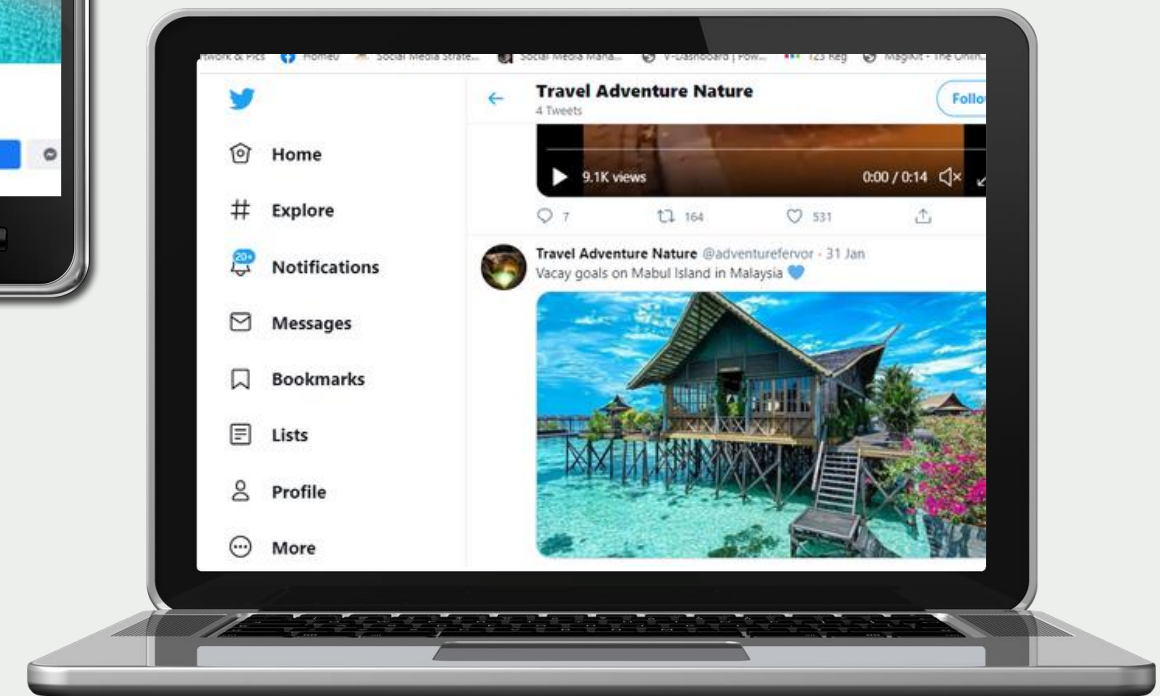 Social Media Strate...
Social Media Mana...
V-Dashboard | Pow...
123 Reg
Travel Adventure Nature
4 Tweets
Home
Explore
20+
Notifications
Messages
Bookmarks
Lists
Profile
More
9.1K views
0:00 / 0:14
7
164
531
Travel Adventure Nature @adventurefervor · 31 Jan
Vacay goals on Mabul Island in Malaysia 💙